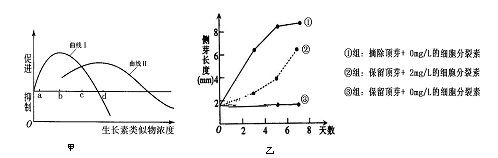 曲线Ⅰ
曲线Ⅱ
促进
抑制
a
b
c
d
O
生长素类似物浓度
甲
侧芽长度(mm)
8
6
4
2
①
②
③
0
2
4
6
8
天数
乙
①组：摘除顶芽+ 0mg/L的细胞分裂素
②组：保留顶芽+ 2mg/L的细胞分裂素
③组：保留顶芽+ 0mg/L的细胞分裂素